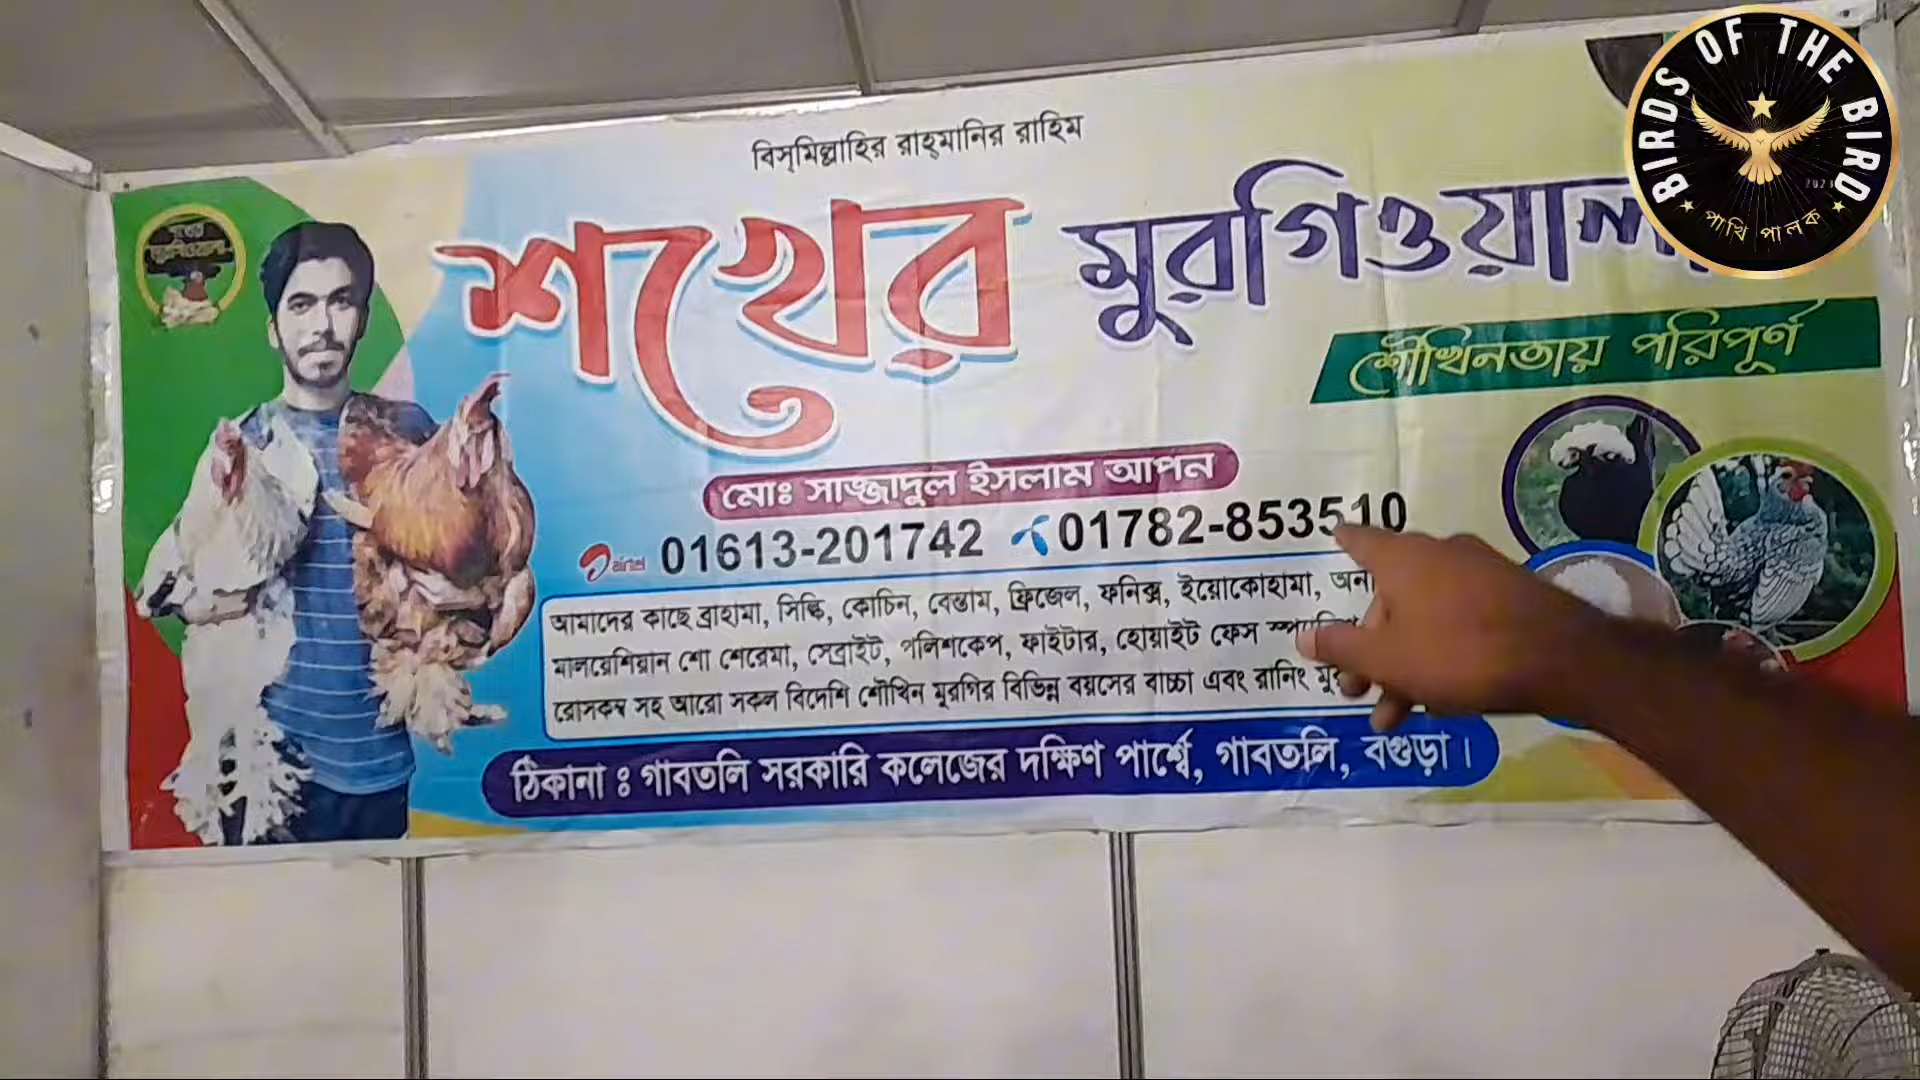 বিস্‌মিল্লাহির রাহ্‌মানির রাহিম
শখের মুরগিওয়ালা
শৌখিনতায় পরিপূর্ণ
মোঃ সাজ্জাদুল ইসলাম আপন
airtel 01613-201742 01782-853510
আমাদের কাছে ব্রাহামা, সিল্কি, কোচিন, বেন্তাম, ফ্রিজেল, ফনিক্স, ইয়োকোহামা,
মালয়েশিয়ান শো শেরেমা, সেব্রাইট, পলিশকেপ, ফাইটার, হোয়াইট ফেস
রোসকম্ব সহ আরো সকল বিদেশি শৌখিন মুরগির বিভিন্ন বয়সের বাচ্চা এবং রানিং
ঠিকানা ঃ গাবতলি সরকারি কলেজের দক্ষিণ পার্শ্বে, গাবতলি, বগুড়া।
BIRDS OF THE BIRD
2023
পাখি পালক